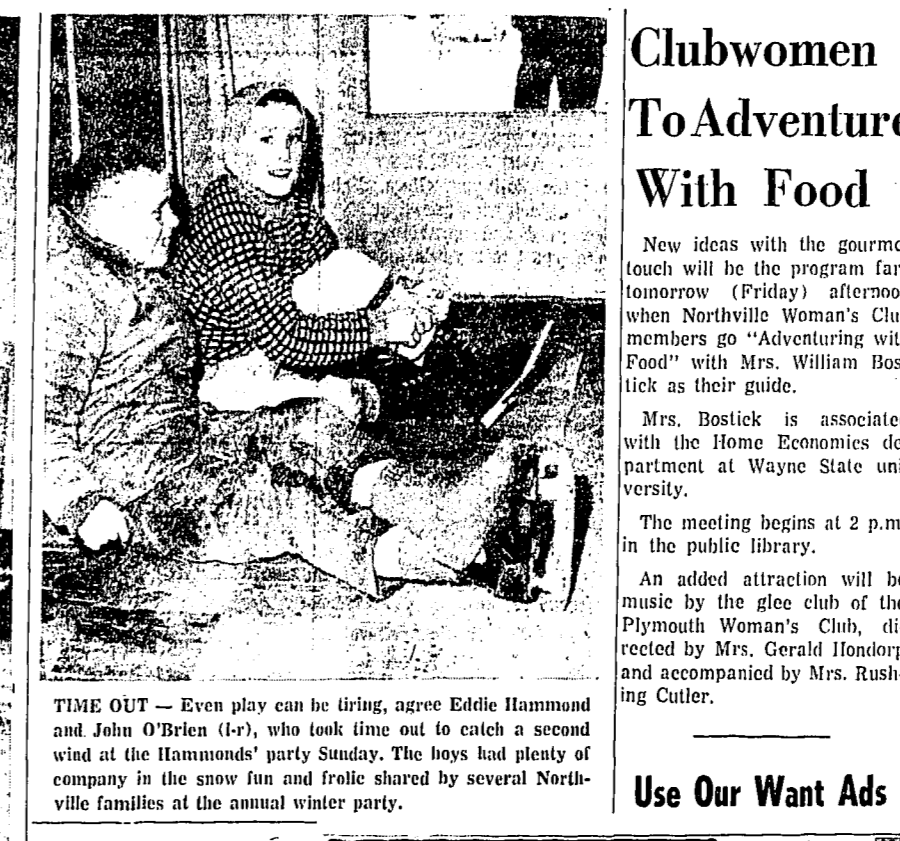 TIME OUT — Even play can be tiring, agree Eddie Hammond
and John O'Brien (l-r), who took time out to catch a second
wind at the Hammonds' party Sunday. The boys had plenty of
company in the snow fun and frolic shared by several North-
ville families at the annual winter party.
Clubwomen
To Adventure
With Food
New ideas with the gourme
touch will be the program far
tomorrow (Friday) afternoo
when Northville Woman's Clu
members go "Adventuring wit
Food" with Mrs. William Bos
tick as their guide.
Mrs. Bostick is associate
with the Home Economics de
partment at Wayne State uni
versity.
The meeting begins at 2 p.m
in the public library.
An added attraction will be
music by the glee club of the
Plymouth Woman's Club, di
rected by Mrs. Gerald Hondorp
and accompanied by Mrs. Rush-
ing Cutler.
Use Our Want Ads